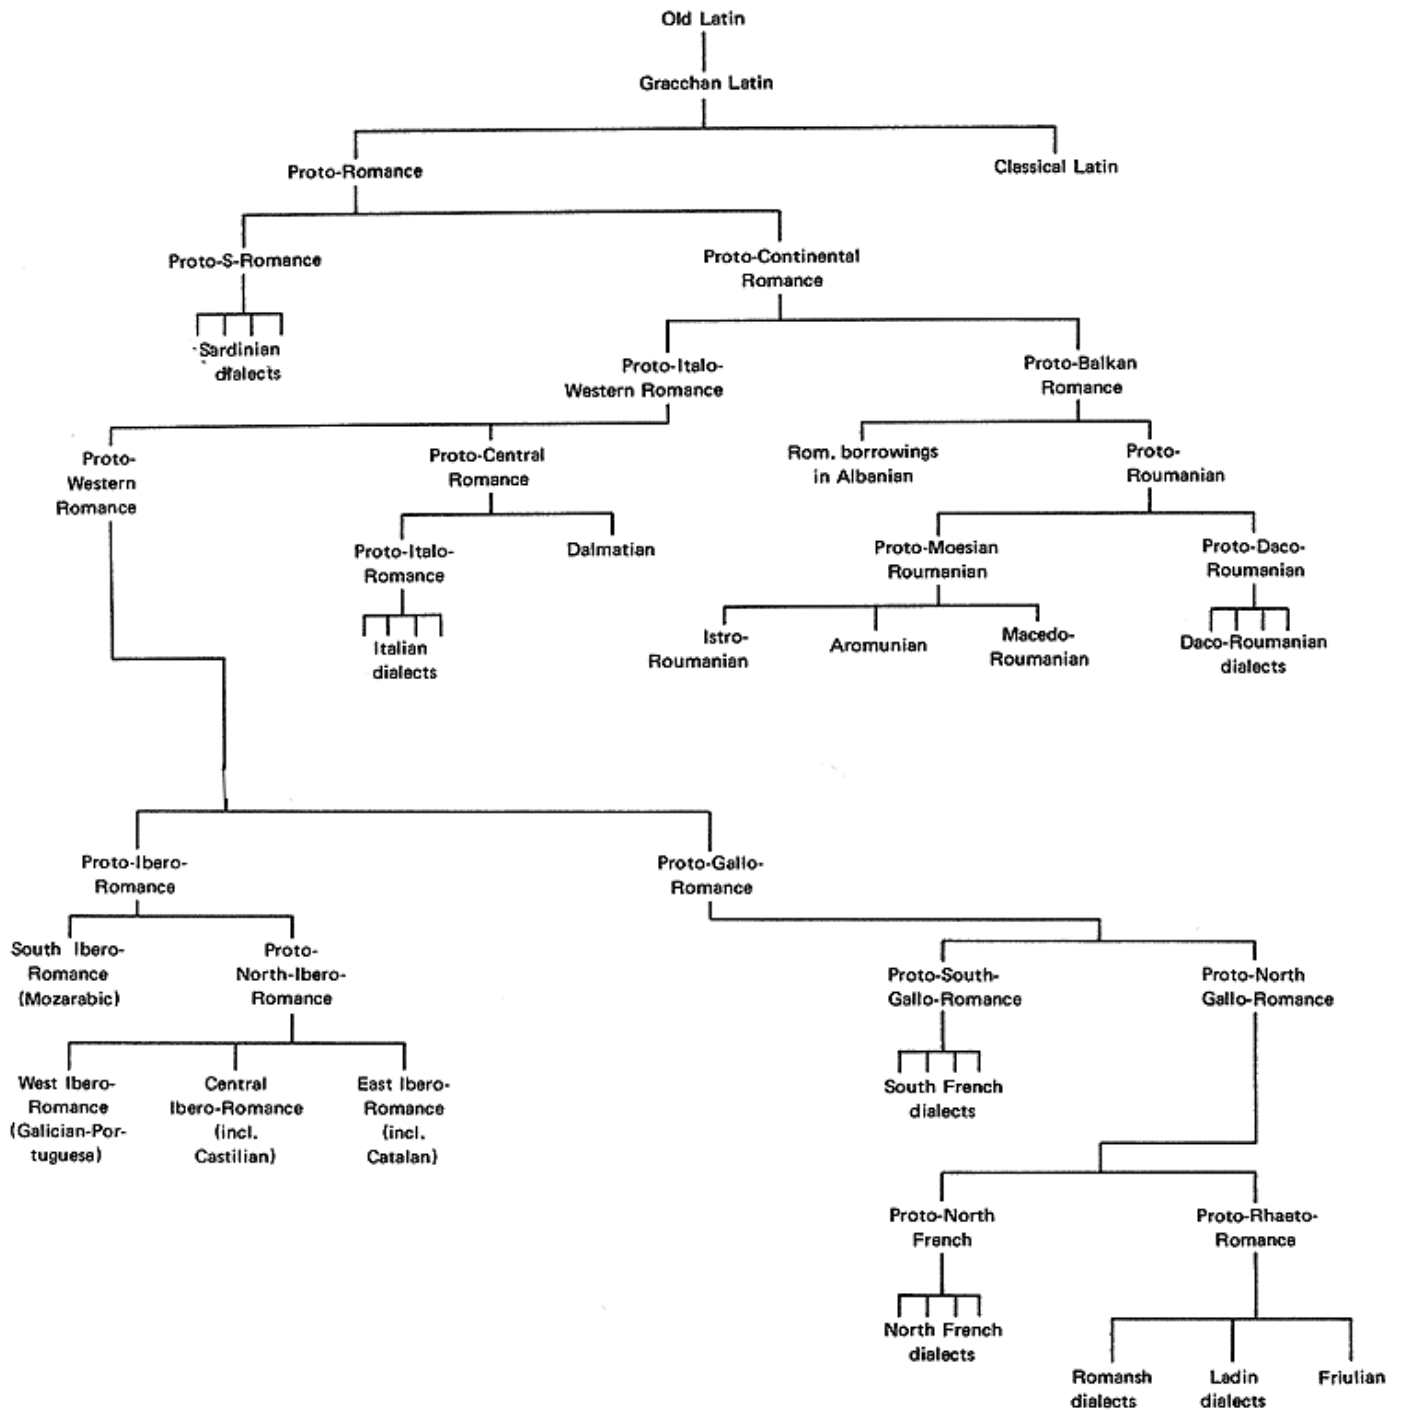 Old Latin
Gracchan Latin
Proto-Romance
Classical Latin
Proto-S-Romance
Proto-Continental
Romance
Sardinian
dialects
Proto-Italo-
Western Romance
Proto-Balkan
Romance
Proto-
Western
Romance
Proto-Central
Romance
Rom. borrowings
in Albanian
Proto-
Roumanian
Proto-Italo-
Romance
Dalmatian
Proto-Moesian
Roumanian
Proto-Daco-
Roumanian
Italian
dialects
Istro-
Roumanian
Aromunian
Macedo-
Roumanian
Daco-Roumanian
dialects
Proto-Ibero-
Romance
Proto-Gallo-
Romance
South Ibero-
Romance
(Mozarabic)
Proto-
North-Ibero-
Romance
Proto-South-
Gallo-Romance
Proto-North
Gallo-Romance
West Ibero-
Romance
(Galician-Por-
tuguese)
Central
Ibero-Romance
(incl.
Castilian)
East Ibero-
Romance
(incl.
Catalan)
South French
dialects
Proto-North
French
Proto-Rhaeto-
Romance
North French
dialects
Romansh
dialects
Ladin
dialects
Friulian